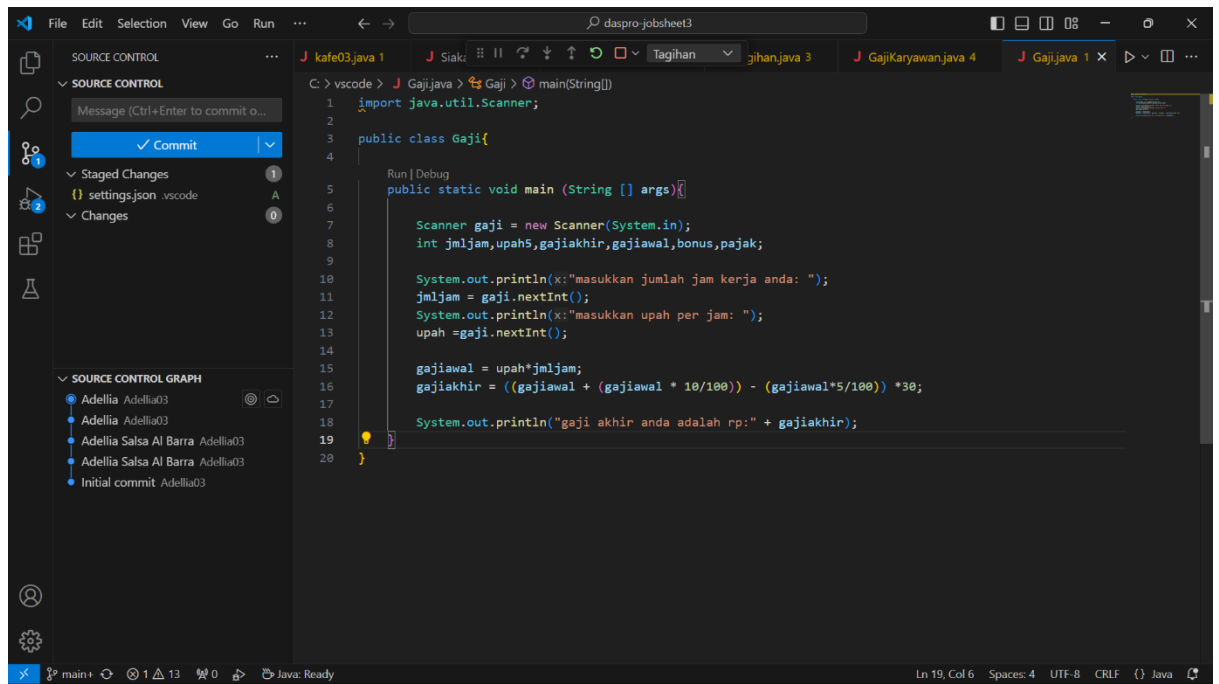 File Edit Selection View Go Run ··· ← → daspro-jobsheet3
SOURCE CONTROL ···
J kafe03.java 1 J Siaka Tagihan gihan.java 3 J GajiKaryawan.java 4 J Gaji.java 1 ×
SOURCE CONTROL
Message (Ctrl+Enter to commit o...
✓ Commit
Staged Changes 1
{} settings.json .vscode A
Changes 0
1
2
C: > vscode > J Gaji.java > Gaji > main(String[])
1 import java.util.Scanner;
2
3 public class Gaji{
4
Run | Debug
5 public static void main (String [] args){
6
7 Scanner gaji = new Scanner(System.in);
8 int jmljam,upah5,gajiakhir,gajiawal,bonus,pajak;
9
10 System.out.println(x:"masukkan jumlah jam kerja anda: ");
11 jmljam = gaji.nextInt();
12 System.out.println(x:"masukkan upah per jam: ");
13 upah =gaji.nextInt();
14
15 gajiawal = upah*jmljam;
16 gajiakhir = ((gajiawal + (gajiawal * 10/100)) - (gajiawal*5/100)) *30;
17
18 System.out.println("gaji akhir anda adalah rp:" + gajiakhir);
19 }
20 }
SOURCE CONTROL GRAPH
Adellia Adellia03
Adellia Adellia03
Adellia Salsa Al Barra Adellia03
Adellia Salsa Al Barra Adellia03
Initial commit Adellia03
main+ 1 13 0 Java: Ready Ln 19, Col 6 Spaces: 4 UTF-8 CRLF {} Java